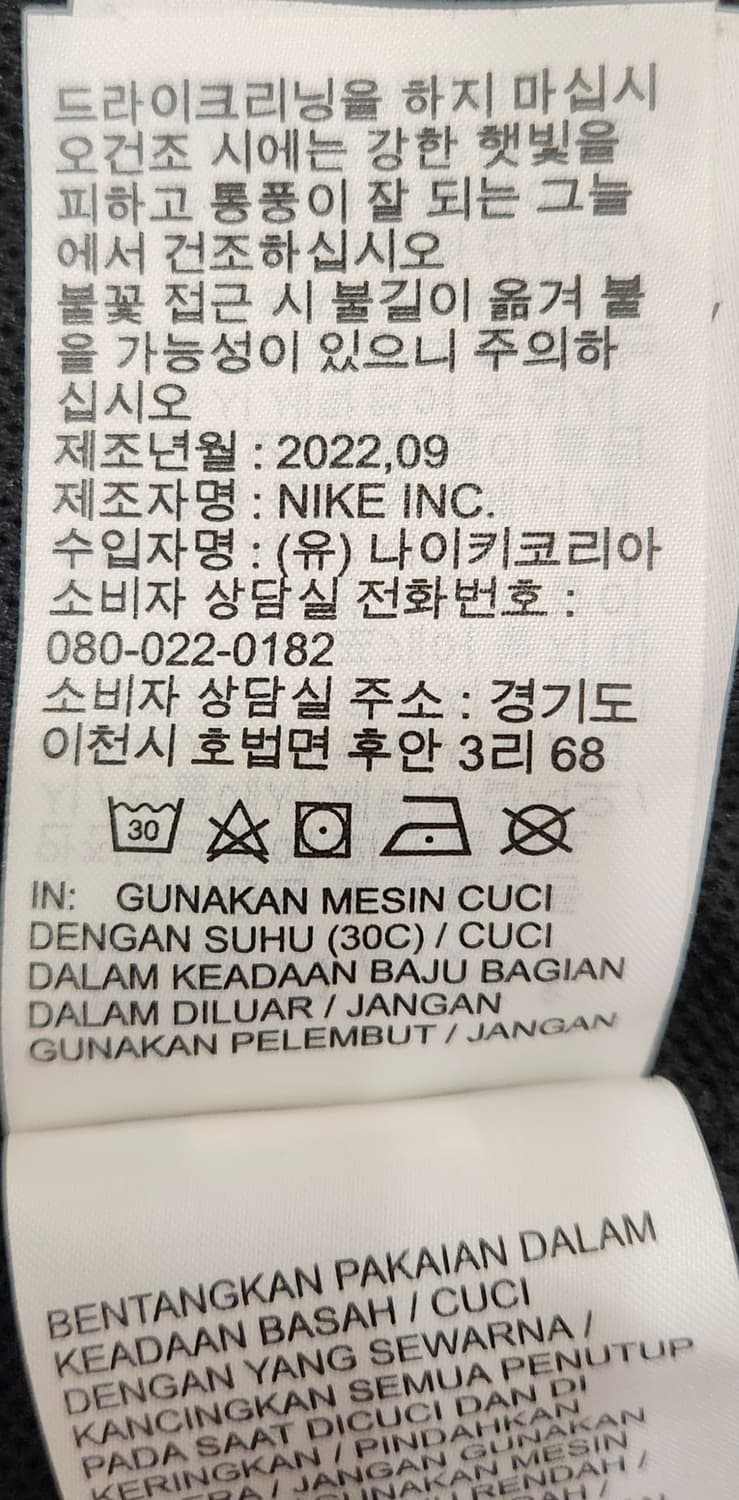 드라이크리닝을 하지 마십시
오건조 시에는 강한 햇빛을
피하고 통풍이 잘 되는 그늘
에서 건조하십시오
불꽃 접근 시 불길이 옮겨 붙
을 가능성이 있으니 주의하
십시오
제조년월 : 2022,09
제조자명 : NIKE INC.
수입자명 : (유) 나이키코리아
소비자 상담실 전화번호 :
080-022-0182
소비자 상담실 주소 : 경기도
이천시 호법면 후안 3리 68
30
IN: GUNAKAN MESIN CUCI
DENGAN SUHU (30C) / CUCI
DALAM KEADAAN BAJU BAGIAN
DALAM DILUAR / JANGAN
GUNAKAN PELEMBUT / JANGAN
BENTANGKAN PAKAIAN DALAM
KEADAAN BASAH / CUCI
DENGAN YANG SEWARNA /
KANCINGKAN SEMUA PENUTUP
PADA SAAT DICUCI DAN DI
KERINGKAN / PINDAHKAN
/ JANGAN GUNAKAN
GUNAKAN MESIN
RENDAH /